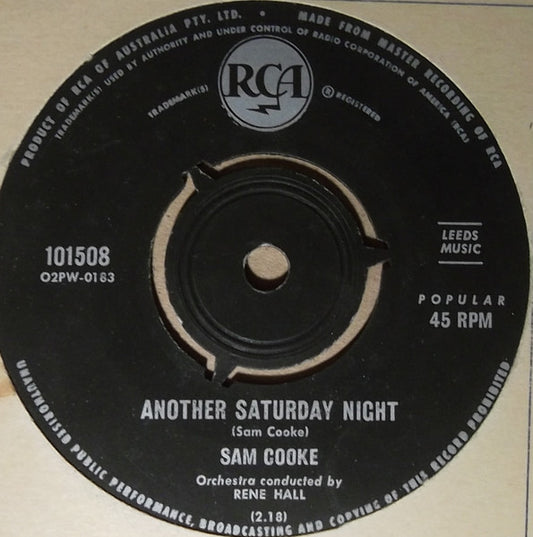 PRODUCT OF RCA OF AUSTRALIA PTY. LTD. • MADE FROM MASTER RECORDING OF RCA
TRADEMARK(S) USED BY AUTHORITY AND UNDER CONTROL OF RADIO CORPORATION OF AMERICA (RCA)
RCA
TRADEMARK(S)
® REGISTERED
101508
O2PW-0183
LEEDS
MUSIC
POPULAR
45 RPM
ANOTHER SATURDAY NIGHT
(Sam Cooke)
SAM COOKE
Orchestra conducted by
RENE HALL
(2.18)
UNAUTHORISED PUBLIC PERFORMANCE, BROADCASTING AND COPYING OF THIS RECORD PROHIBITED